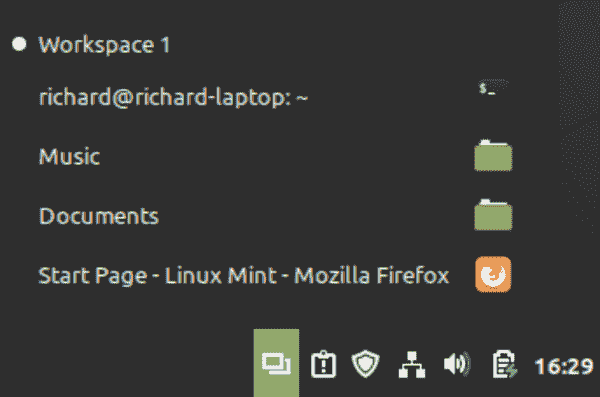 Workspace 1
richard@richard-laptop: ~
$_
Music
Documents
Start Page - Linux Mint - Mozilla Firefox
16:29